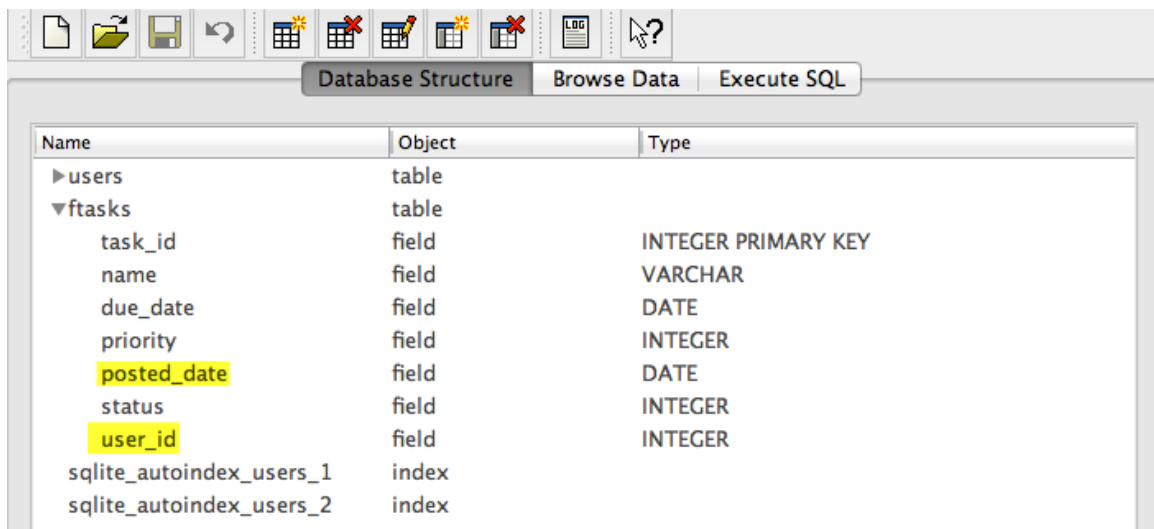 LOG
?
Database Structure Browse Data Execute SQL
Name Object Type
users table
ftasks table
task_id field INTEGER PRIMARY KEY
name field VARCHAR
due_date field DATE
priority field INTEGER
posted_date field DATE
status field INTEGER
user_id field INTEGER
sqlite_autoindex_users_1 index
sqlite_autoindex_users_2 index